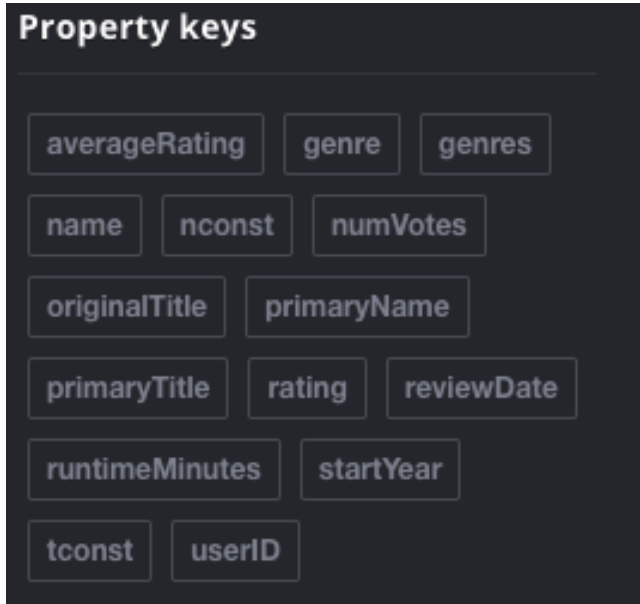 Property keys
averageRating genre genres
name nconst numVotes
originalTitle primaryName
primaryTitle rating reviewDate
runtimeMinutes startYear
tconst userID